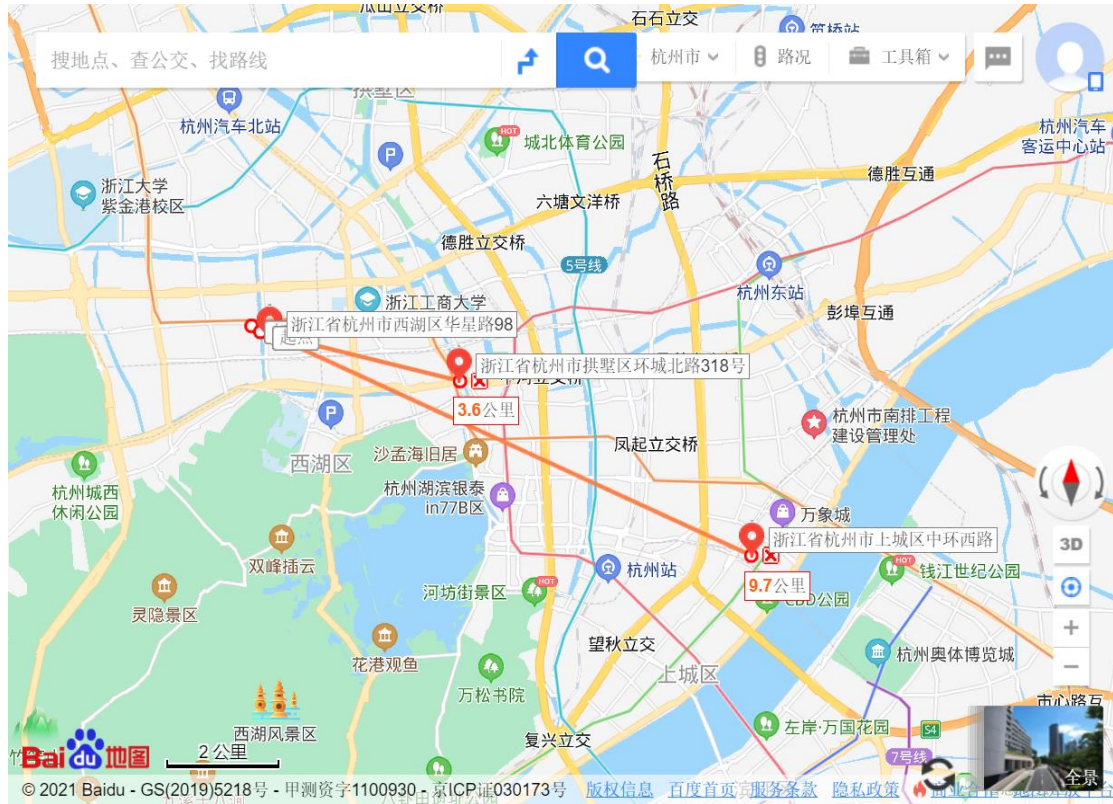 瓜山立交桥
石石立交
笕桥站
搜地点、查公交、找路线
杭州市
路况
工具箱
拱墅区
杭州汽车北站
P
HOT
城北体育公园
石桥路
杭州汽车
客运中心站
德胜互通
浙江大学
紫金港校区
六塘文洋桥
德胜立交桥
5号线
杭州东站
浙江工商大学
彭埠互通
浙江省杭州市西湖区华星路98
起点
浙江省杭州市拱墅区环城北路318号
3.6公里
P
杭州市南排工程
建设管理处
凤起立交桥
沙孟海旧居
西湖区
杭州城西
休闲公园
杭州湖滨银泰
in77B区
万象城
浙江省杭州市上城区中环西路
3D
双峰插云
杭州站
HOT
钱江世纪公园
9.7公里
CBD公园
河坊街景区
HOT
灵隐景区
望秋立交
杭州奥体博览城
花港观鱼
万松书院
上城区
市心路互
西湖风景区
复兴立交
左岸·万国花园
S4
7号线
Bai du 地图
2 公里
全景
© 2021 Baidu - GS(2019)5218号 - 甲测资字1100930 - 京ICP证030173号
版权信息
百度首页
服务条款
隐私政策